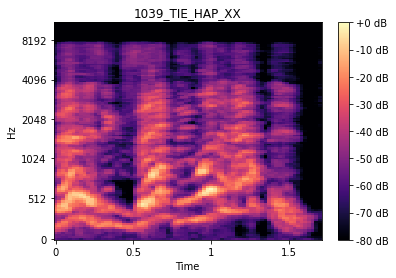 1039_TIE_HAP_XX
Hz
8192
4096
2048
1024
512
0
0
0.5
1
1.5
Time
+0 dB
-10 dB
-20 dB
-30 dB
-40 dB
-50 dB
-60 dB
-70 dB
-80 dB